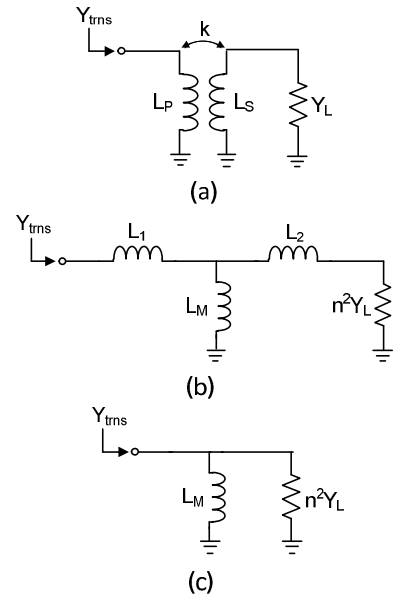 Ytrns
k
LP
LS
YL
(a)
Ytrns
L1
L2
LM
n²YL
(b)
Ytrns
LM
n²YL
(c)